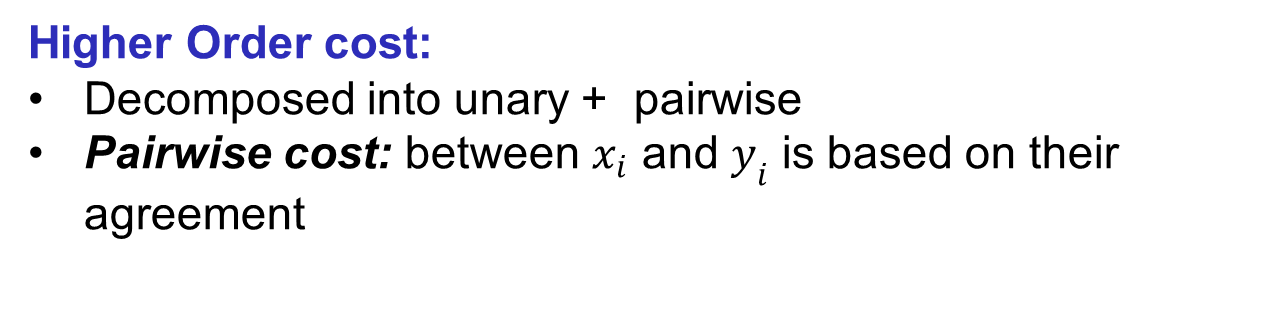 Higher Order cost:
• Decomposed into unary + pairwise
• Pairwise cost: between xᵢ and yᵢ is based on their
agreement